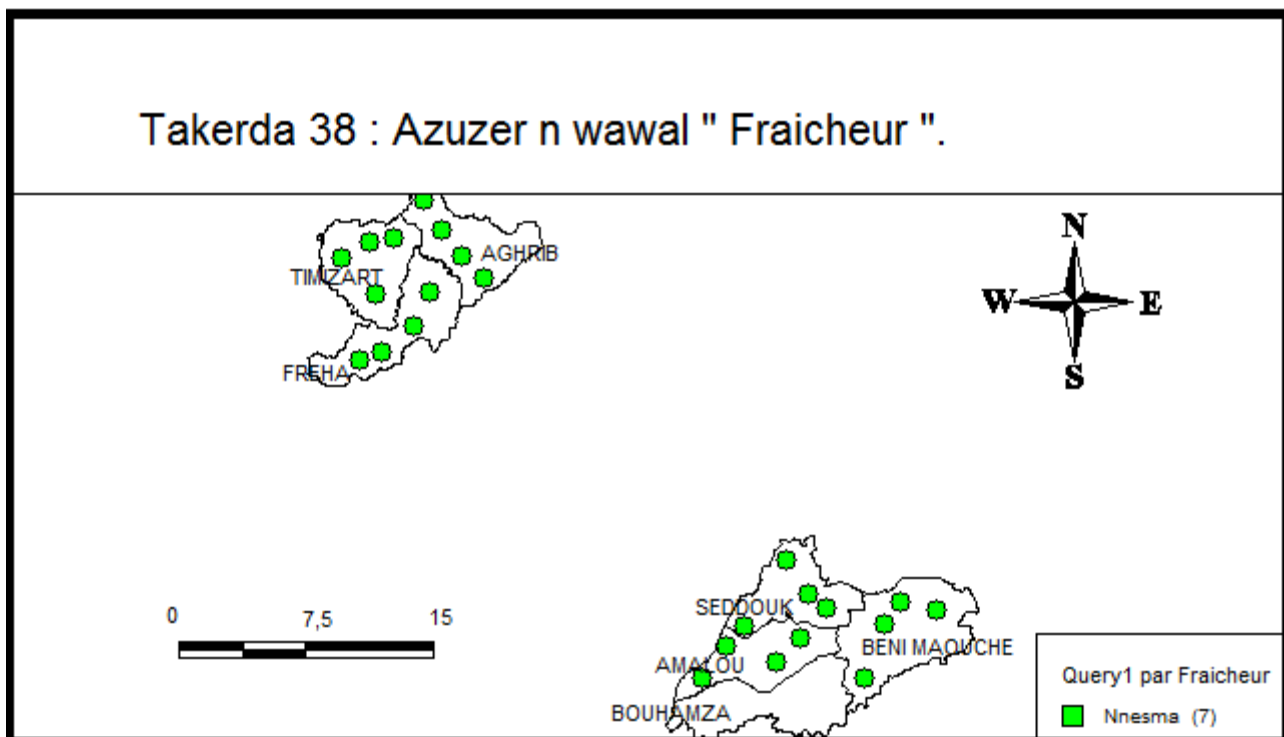 Takerda 38 : Azuzer n wawal " Fraicheur ".
N
AGHRIB
TIMIZART
W E
FREHA
S
0 7,5 15
SEDDOUK
BENI MAOUCHE
AMALOU
BOUHAMZA
Query1 par Fraicheur
Nnesma (7)